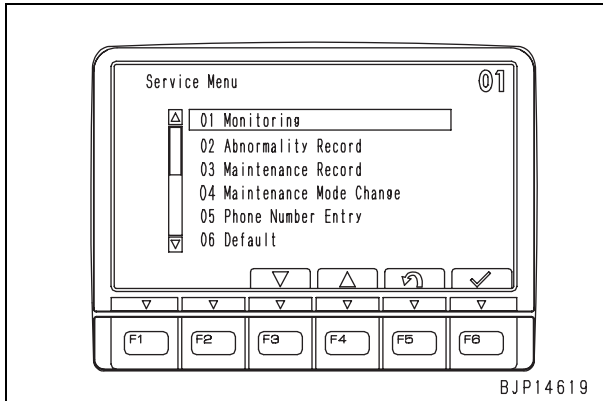 Service Menu 01
01 Monitoring
02 Abnormality Record
03 Maintenance Record
04 Maintenance Mode Change
05 Phone Number Entry
06 Default
F1 F2 F3 F4 F5 F6
BJP14619